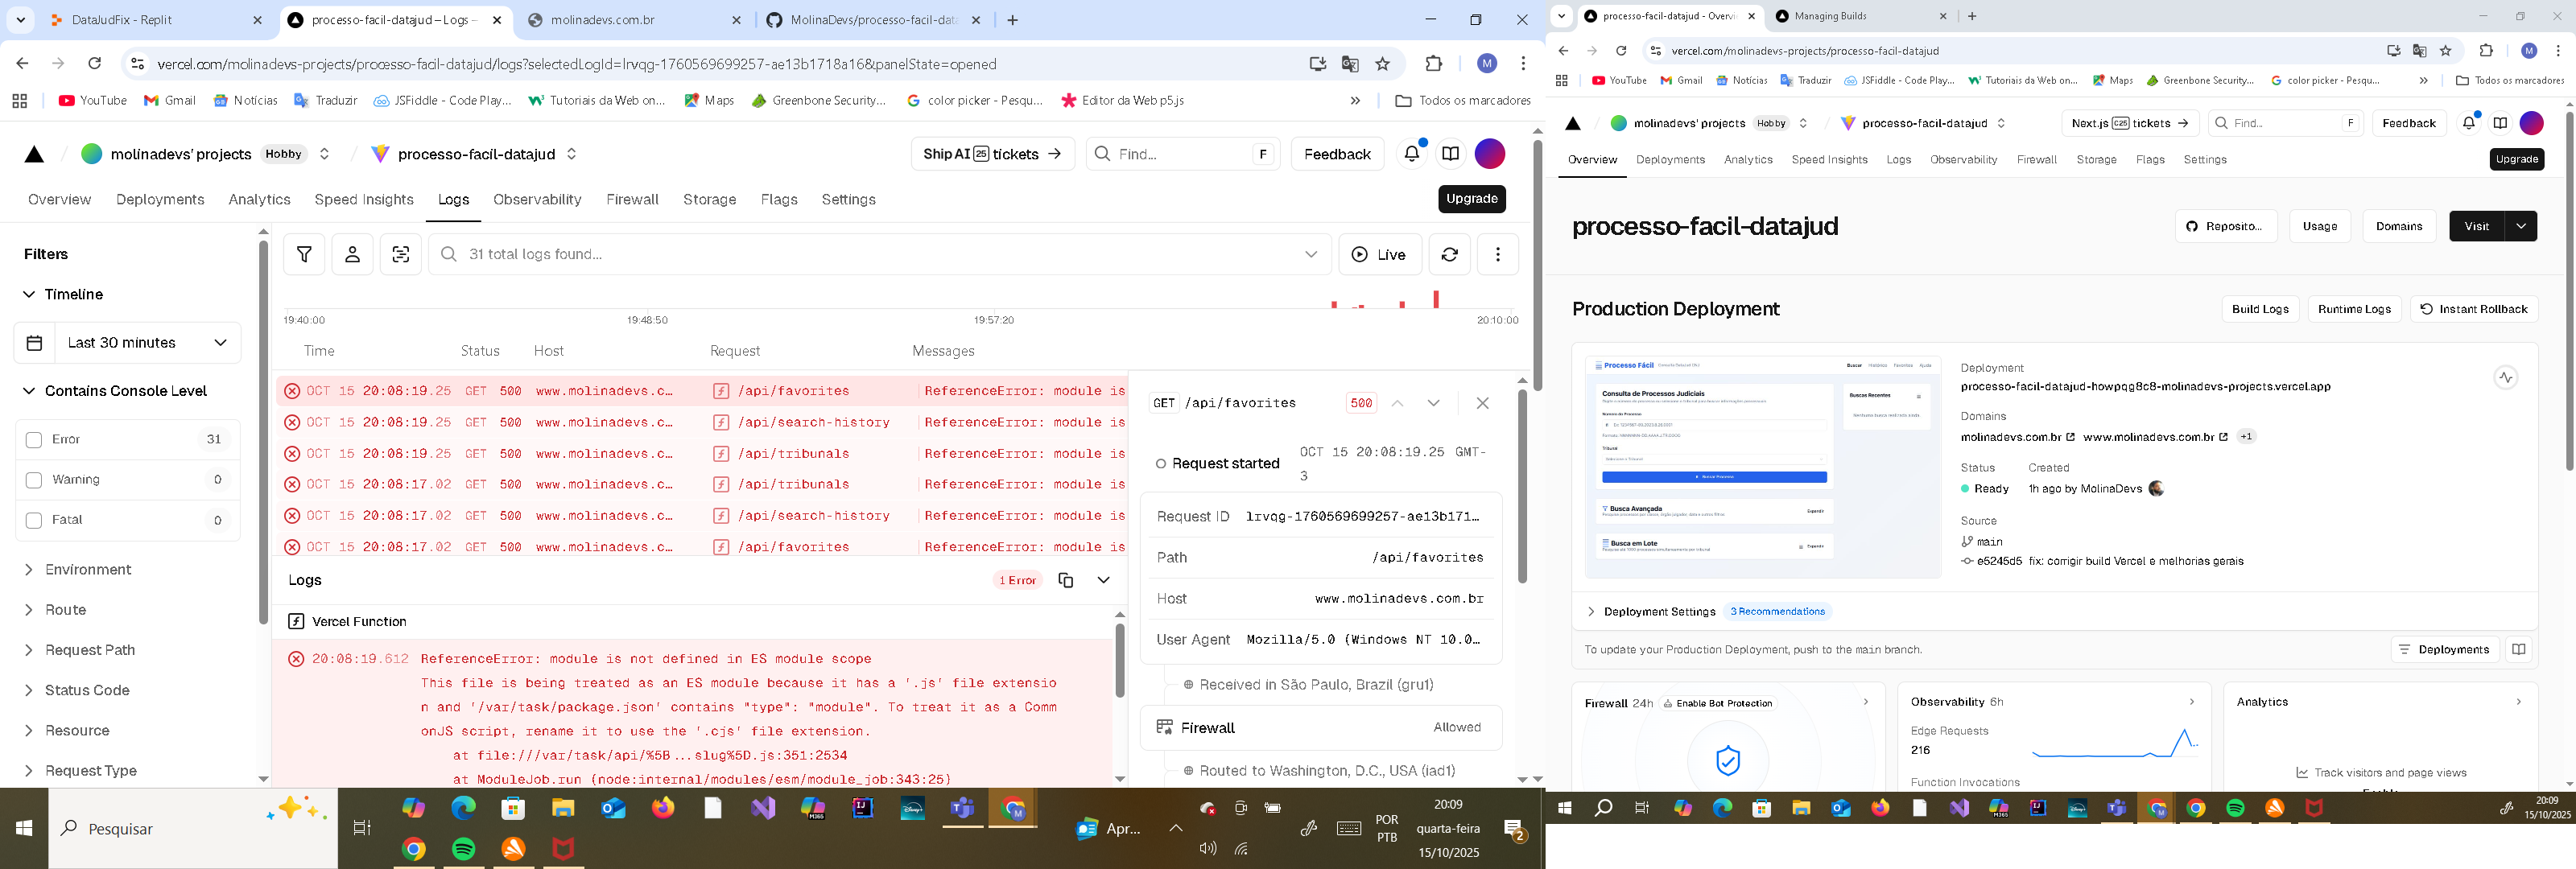 DataJudFix - Replit
processo-facil-datajud – Logs –
molinadevs.com.br
MolinaDevs/processo-facil-data
vercel.com/molinadevs-projects/processo-facil-datajud/logs?selectedLogId=lrvqg-1760569699257-ae13b1718a16&panelState=opened
YouTube
Gmail
Notícias
Traduzir
JSFiddle - Code Play...
Tutoriais da Web on...
Maps
Greenbone Security...
color picker - Pesqu...
Editor da Web p5.js
»
Todos os marcadores
molinadevs' projects Hobby
processo-facil-datajud
Ship AI 25 tickets →
Find... F
Feedback
Overview Deployments Analytics Speed Insights Logs Observability Firewall Storage Flags Settings
Upgrade
Filters
Timeline
Last 30 minutes
Contains Console Level
Error 31
Warning 0
Fatal 0
Environment
Route
Request Path
Status Code
Resource
Request Type
31 total logs found...
Live
19:40:00 19:48:50 19:57:20 20:10:00
Time Status Host Request Messages
OCT 15 20:08:19.25 GET 500 www.molinadevs.c… /api/favorites ReferenceError: module is
OCT 15 20:08:19.25 GET 500 www.molinadevs.c… /api/search-history ReferenceError: module is
OCT 15 20:08:19.25 GET 500 www.molinadevs.c… /api/tribunals ReferenceError: module is
OCT 15 20:08:17.02 GET 500 www.molinadevs.c… /api/tribunals ReferenceError: module is
OCT 15 20:08:17.02 GET 500 www.molinadevs.c… /api/search-history ReferenceError: module is
OCT 15 20:08:17.02 GET 500 www.molinadevs.c… /api/favorites ReferenceError: module is
Logs 1 Error
Vercel Function
20:08:19.612 ReferenceError: module is not defined in ES module scope
This file is being treated as an ES module because it has a '.js' file extensio
n and '/var/task/package.json' contains "type": "module". To treat it as a Comm
onJS script, rename it to use the '.cjs' file extension.
at file:///var/task/api/%5B...slug%5D.js:351:2534
at ModuleJob.run (node:internal/modules/esm/module_job:343:25)
GET /api/favorites 500
Request started OCT 15 20:08:19.25 GMT-
3
Request ID lrvqg-1760569699257-ae13b171…
Path /api/favorites
Host www.molinadevs.com.br
User Agent Mozilla/5.0 (Windows NT 10.0…
Received in São Paulo, Brazil (gru1)
Firewall Allowed
Routed to Washington, D.C., USA (iad1)
Pesquisar
Apr...
POR
PTB
20:09
quarta-feira
15/10/2025
2
processo-facil-datajud - Overvi
Managing Builds
vercel.com/molinadevs-projects/processo-facil-datajud
M
YouTube
Gmail
Notícias
Traduzir
JSFiddle - Code Play...
Tutoriais da Web on...
Maps
Greenbone Security...
color picker - Pesqu...
»
Todos os marcadores
molinadevs' projects Hobby
processo-facil-datajud
Next.js C25 tickets →
Find... F
Feedback
Overview Deployments Analytics Speed Insights Logs Observability Firewall Storage Flags Settings
Upgrade
processo-facil-datajud
Reposito...
Usage
Domains
Visit
Production Deployment
Build Logs
Runtime Logs
Instant Rollback
Processo Fácil
Buscar Histórico Favoritos Ajuda
Consulta de Processos Judiciais
Número do Processo
Tribunal
Buscas Recentes
Busca Avançada
Expandir
Busca em Lote
Expandir
Deployment
processo-facil-datajud-howpqg8c8-molinadevs-projects.vercel.app
Domains
molinadevs.com.br www.molinadevs.com.br +1
Status Created
Ready 1h ago by MolinaDevs
Source
main
e5245d5 fix: corrigir build Vercel e melhorias gerais
Deployment Settings 3 Recommendations
To update your Production Deployment, push to the main branch.
Deployments
Firewall 24h Enable Bot Protection
Observability 6h
Edge Requests
216
Function Invocations
Analytics
Track visitors and page views
20:09
15/10/2025